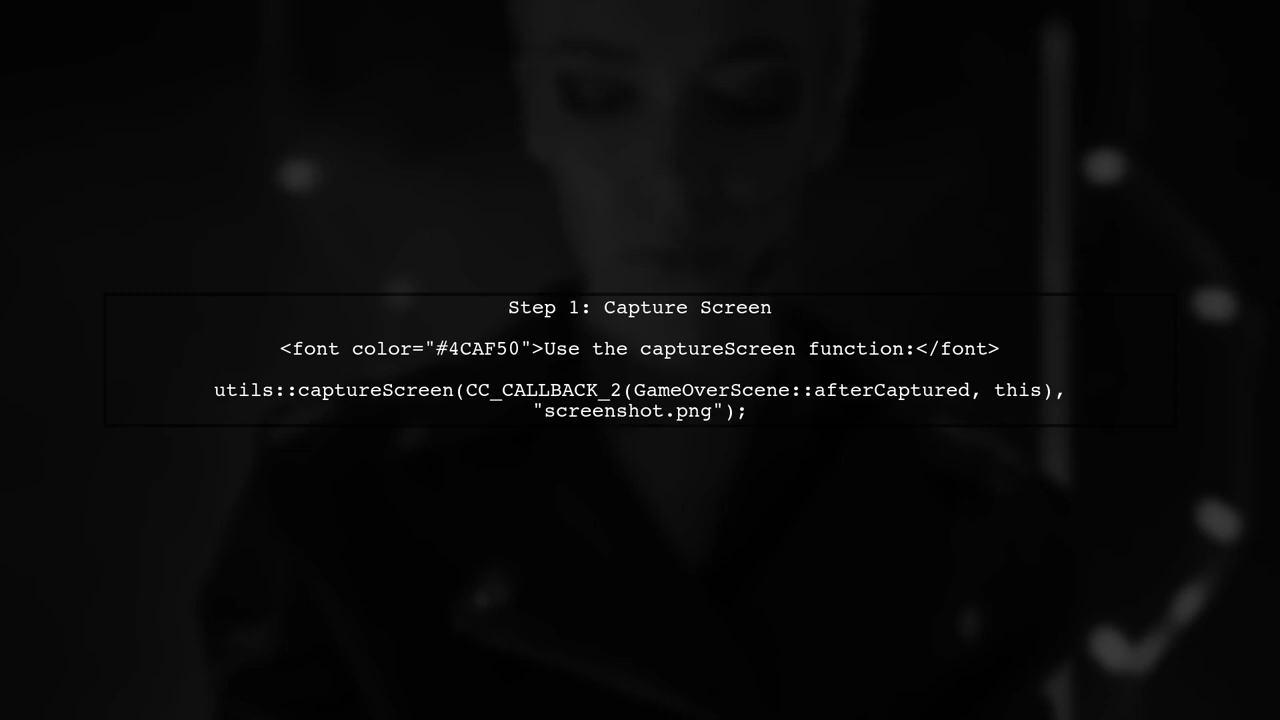 Step 1: Capture Screen
<font color="#4CAF50">Use the captureScreen function:</font>
utils::captureScreen(CC_CALLBACK_2(GameOverScene::afterCaptured, this),
"screenshot.png");